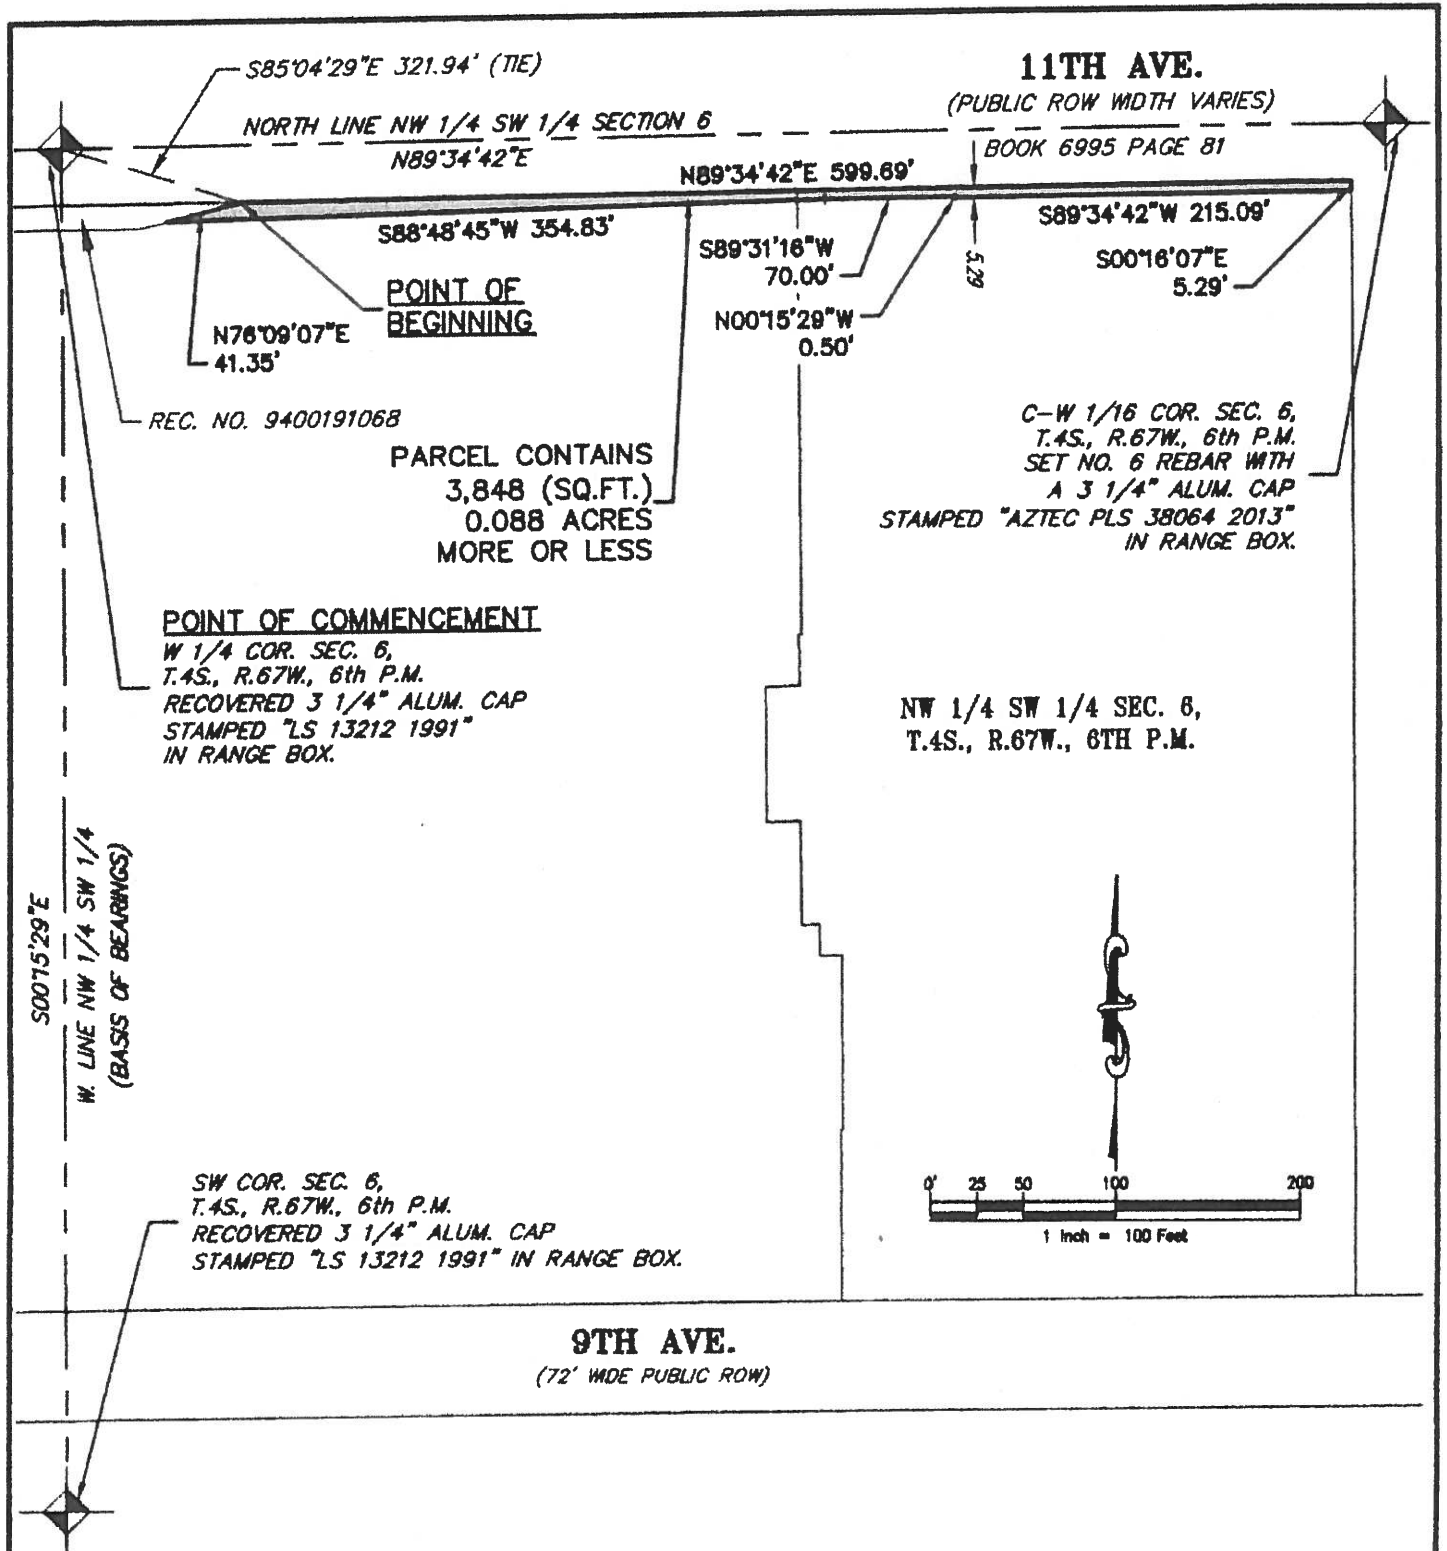 S85°04'29"E 321.94' (TIE)
11TH AVE.
(PUBLIC ROW WIDTH VARIES)
NORTH LINE NW 1/4 SW 1/4 SECTION 6
N89°34'42"E
BOOK 6995 PAGE 81
N89°34'42"E 599.69'
S88°48'45"W 354.83'
S89°34'42"W 215.09'
S89°31'16"W
70.00'
5.29
S00°16'07"E
5.29'
POINT OF
BEGINNING
N00°15'29"W
0.50'
N76°09'07"E
41.35'
REC. NO. 9400191068
C-W 1/16 COR. SEC. 6,
T.4S., R.67W., 6th P.M.
SET NO. 6 REBAR WITH
A 3 1/4" ALUM. CAP
STAMPED "AZTEC PLS 38064 2013"
IN RANGE BOX.
PARCEL CONTAINS
3,848 (SQ.FT.)
0.088 ACRES
MORE OR LESS
POINT OF COMMENCEMENT
W 1/4 COR. SEC. 6,
T.4S., R.67W., 6th P.M.
RECOVERED 3 1/4" ALUM. CAP
STAMPED "LS 13212 1991"
IN RANGE BOX.
NW 1/4 SW 1/4 SEC. 6,
T.4S., R.67W., 6TH P.M.
S00°15'29"E
W. LINE NW 1/4 SW 1/4
(BASIS OF BEARINGS)
SW COR. SEC. 6,
T.4S., R.67W., 6th P.M.
RECOVERED 3 1/4" ALUM. CAP
STAMPED "LS 13212 1991" IN RANGE BOX.
0' 25 50 100 200
1 Inch = 100 Feet
9TH AVE.
(72' WIDE PUBLIC ROW)